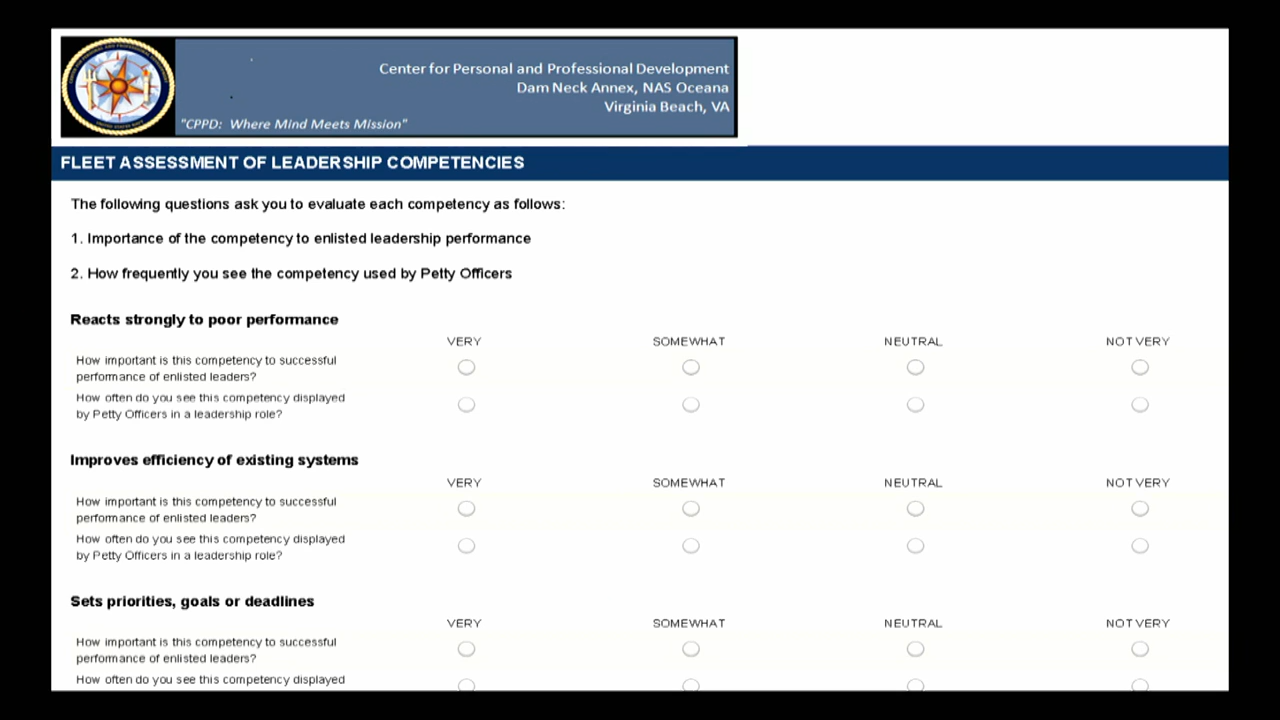 Center for Personal and Professional Development
Dam Neck Annex, NAS Oceana
Virginia Beach, VA
"CPPD: Where Mind Meets Mission"
FLEET ASSESSMENT OF LEADERSHIP COMPETENCIES
The following questions ask you to evaluate each competency as follows:
1. Importance of the competency to enlisted leadership performance
2. How frequently you see the competency used by Petty Officers
Reacts strongly to poor performance
VERY SOMEWHAT NEUTRAL NOT VERY
How important is this competency to successful
performance of enlisted leaders?
How often do you see this competency displayed
by Petty Officers in a leadership role?
Improves efficiency of existing systems
VERY SOMEWHAT NEUTRAL NOT VERY
How important is this competency to successful
performance of enlisted leaders?
How often do you see this competency displayed
by Petty Officers in a leadership role?
Sets priorities, goals or deadlines
VERY SOMEWHAT NEUTRAL NOT VERY
How important is this competency to successful
performance of enlisted leaders?
How often do you see this competency displayed